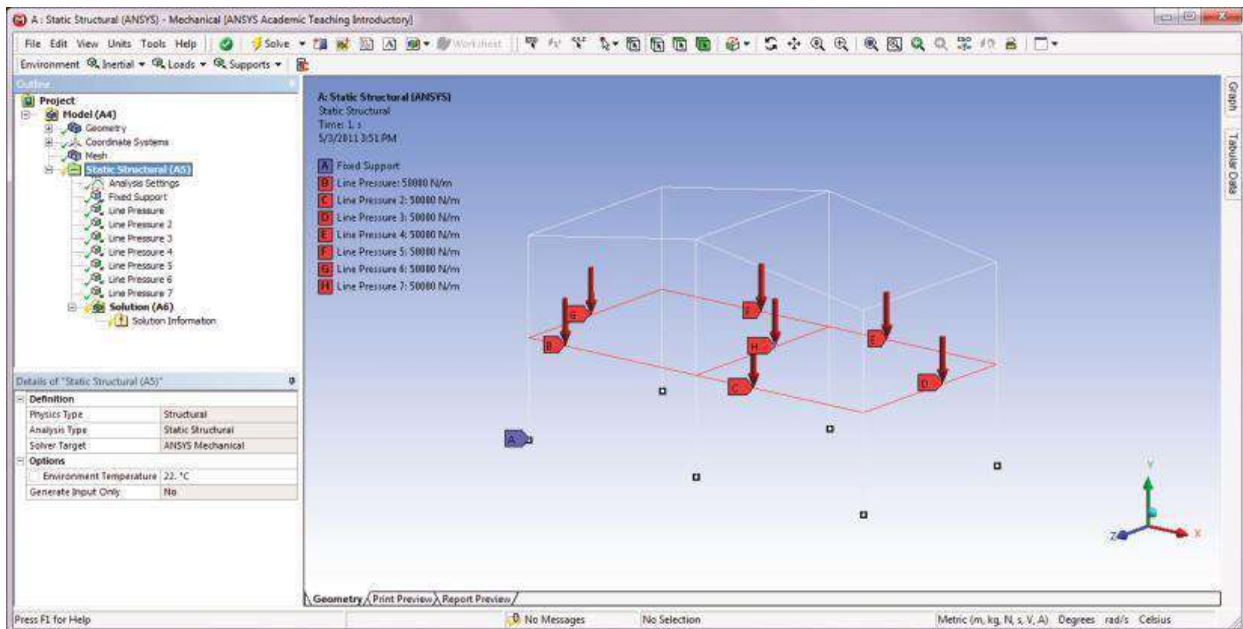 A : Static Structural (ANSYS) - Mechanical [ANSYS Academic Teaching Introductory]
File Edit View Units Tools Help Solve Worksheet
Environment Inertial Loads Supports
Outline
Project
Model (A4)
Geometry
Coordinate Systems
Mesh
Static Structural (A5)
Analysis Settings
Fixed Support
Line Pressure
Line Pressure 2
Line Pressure 3
Line Pressure 4
Line Pressure 5
Line Pressure 6
Line Pressure 7
Solution (A6)
Solution Information
Details of "Static Structural (A5)"
Definition
Physics Type Structural
Analysis Type Static Structural
Solver Target ANSYS Mechanical
Options
Environment Temperature 22. °C
Generate Input Only No
A: Static Structural (ANSYS)
Static Structural
Time: 1. s
5/3/2011 3:51 PM
A Fixed Support
B Line Pressure: 50000 N/m
C Line Pressure 2: 50000 N/m
D Line Pressure 3: 50000 N/m
E Line Pressure 4: 50000 N/m
F Line Pressure 5: 50000 N/m
G Line Pressure 6: 50000 N/m
H Line Pressure 7: 50000 N/m
G
F
B
H
E
C
D
A
Y
Z
X
Graph
Tabular Data
Geometry Print Preview Report Preview
Press F1 for Help
0 No Messages
No Selection
Metric (m, kg, N, s, V, A) Degrees rad/s Celsius